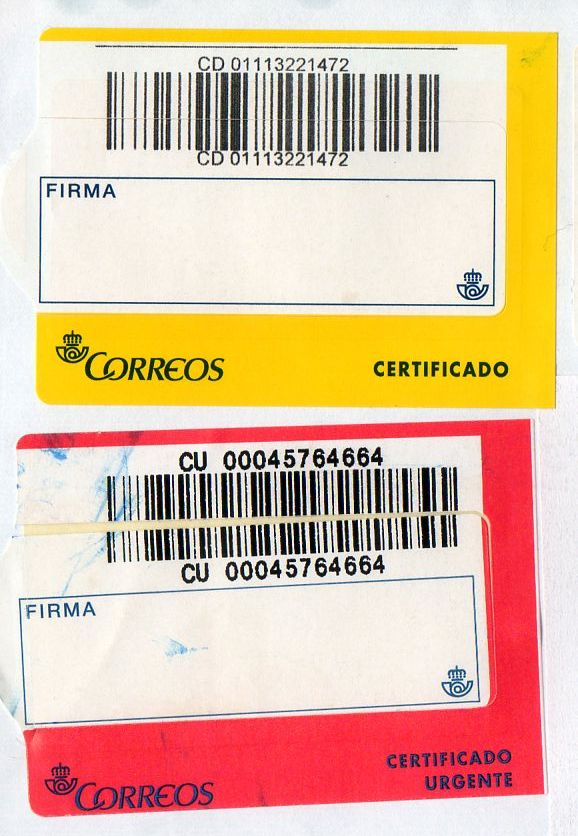 CD 01113221472
CD 01113221472
FIRMA
CORREOS
CERTIFICADO
CU 00045764664
CU 00045764664
FIRMA
CORREOS
CERTIFICADO
URGENTE